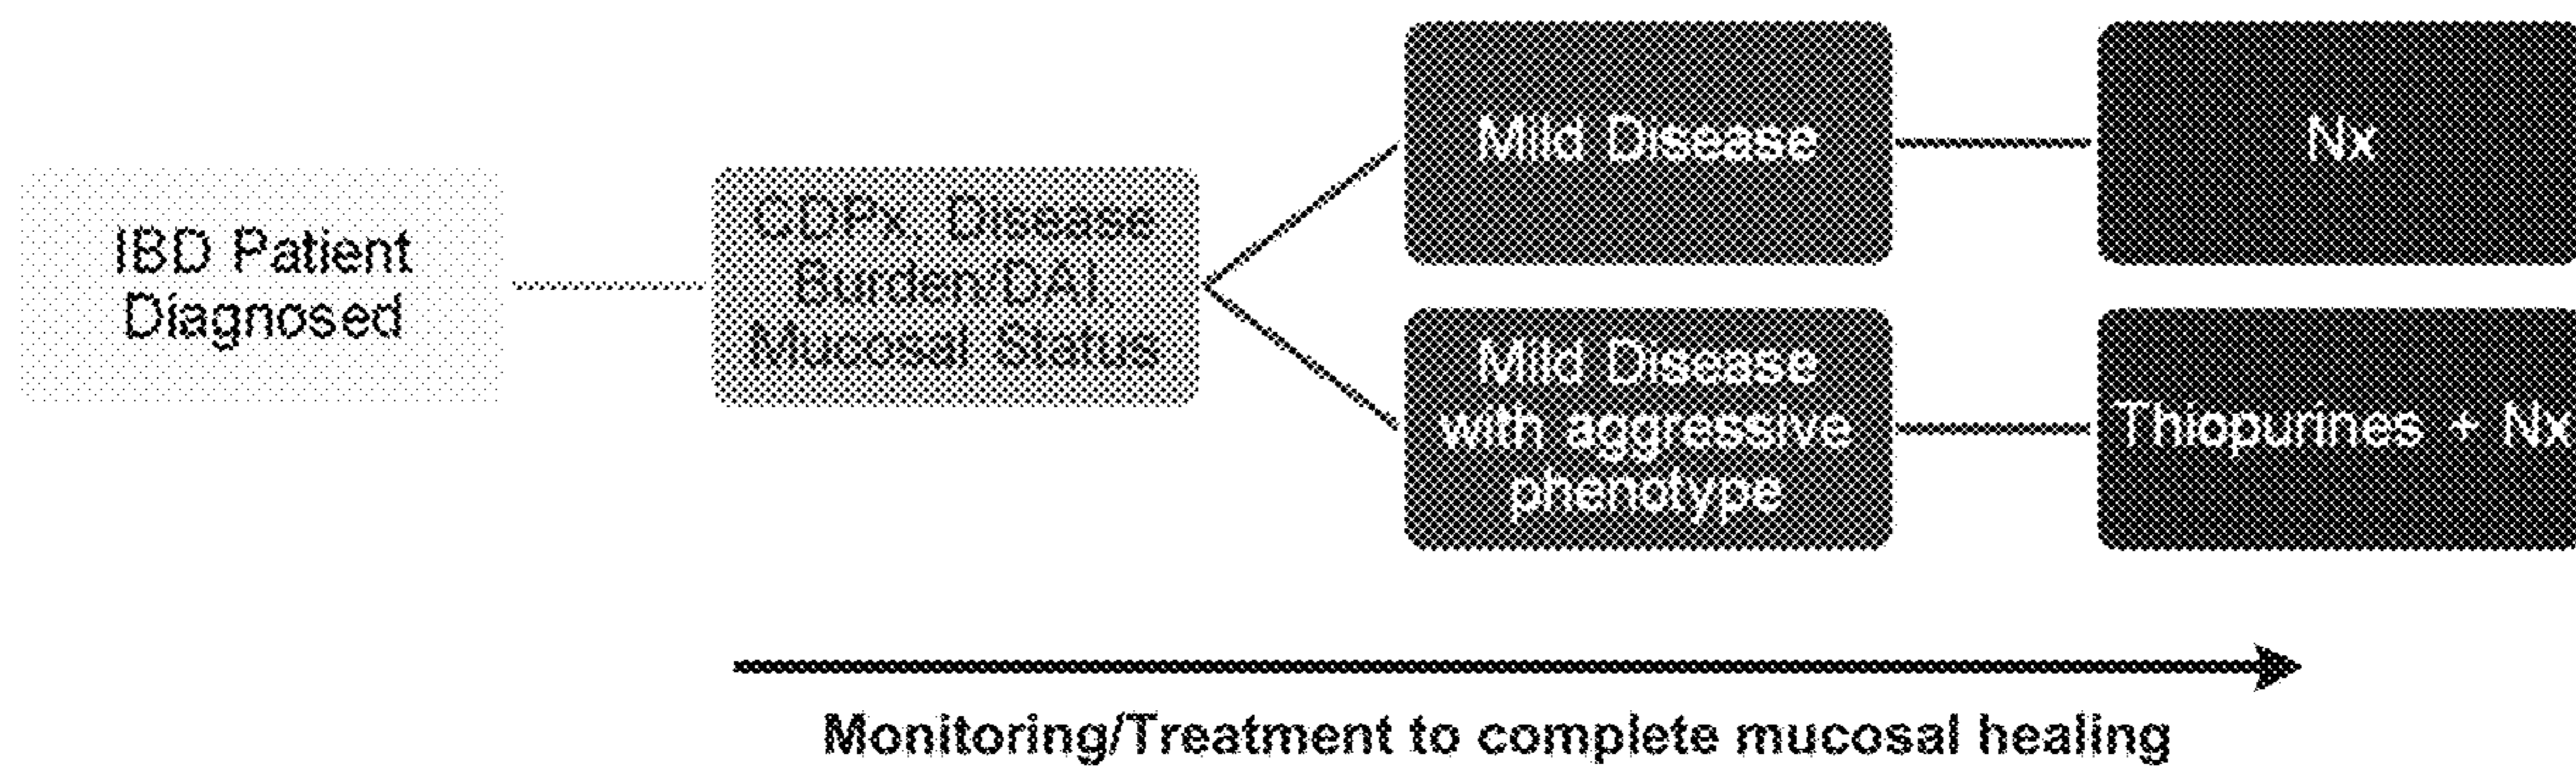 IBD Patient
Diagnosed
CDPx, Disease
Burden:DAI,
Mucosal Status
Mild Disease
Nx
Mild Disease
with aggressive
phenotype
Thiopurines + Nx
Monitoring/Treatment to complete mucosal healing